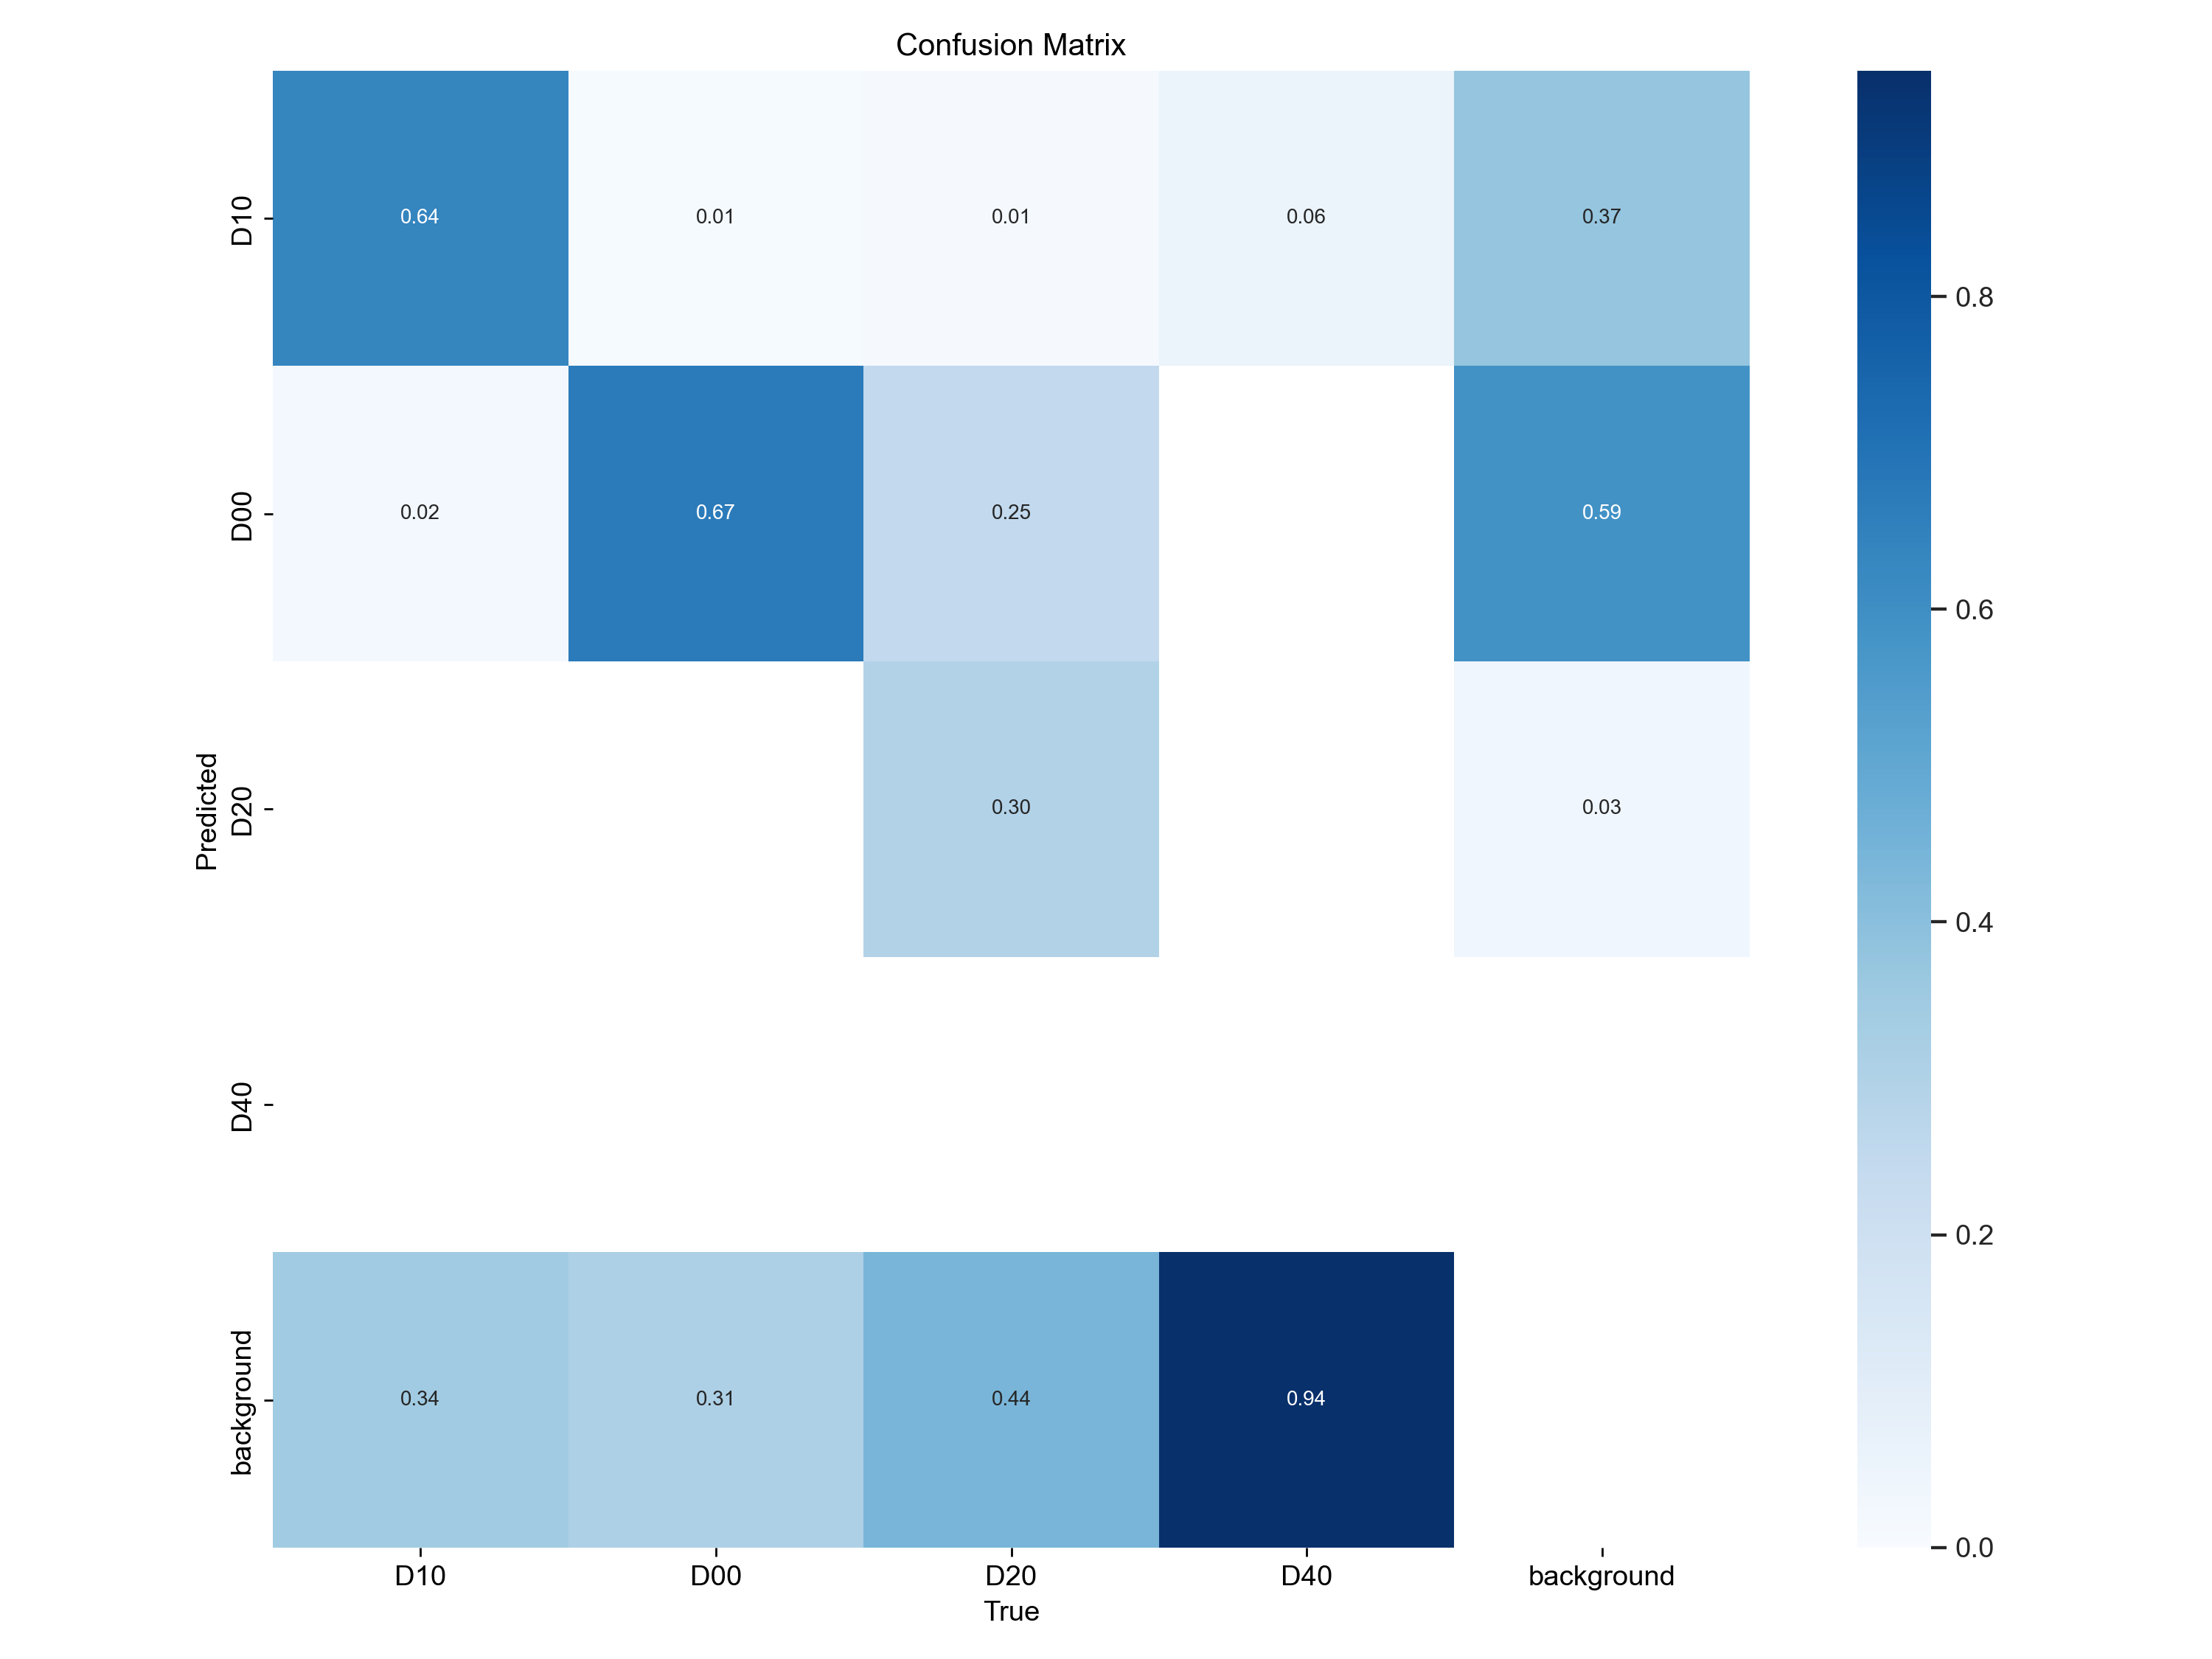 Confusion Matrix
Predicted
D10
0.64 0.01 0.01 0.06 0.37
D00
0.02 0.67 0.25 0.59
D20
0.30 0.03
D40
background
0.34 0.31 0.44 0.94
D10 D00 D20 D40 background
True
0.8
0.6
0.4
0.2
0.0